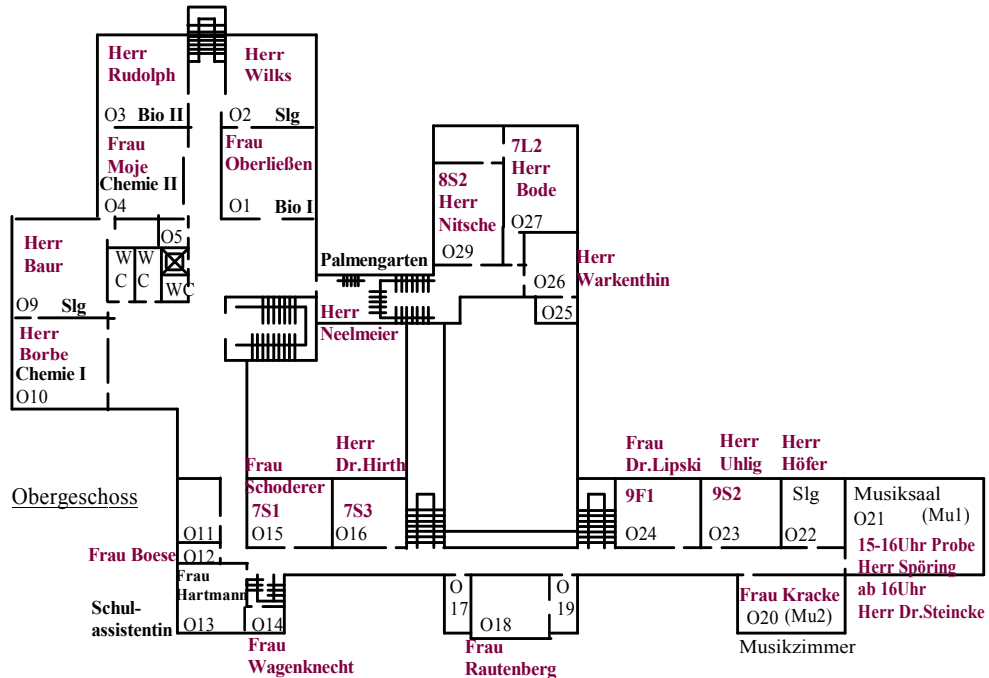 Herr
Rudolph
O3 Bio II
Herr
Wilks
O2 Slg
Frau
Moje
Chemie II
O4
Frau
Oberließen
O1 Bio I
O5
WC
WC
WC
Herr
Baur
O9 Slg
Herr
Borbe
Chemie I
O10
Palmengarten
Herr
Neelmeier
8S2
Herr
Nitsche
O29
7L2
Herr
Bode
O27
O26
Herr
Warkenthin
O25
Obergeschoss
Frau
Schoderer
7S1
O15
Herr
Dr.Hirth
7S3
O16
Frau
Dr.Lipski
9F1
O24
Herr
Uhlig
9S2
O23
Herr
Höfer
Slg
O22
Musiksaal
O21 (Mu1)
15-16Uhr Probe
Herr Spöring
ab 16Uhr
Herr Dr.Steincke
O11
Frau Boese
O12
Frau
Hartmann
Schul-
assistentin
O13
O14
Frau
Wagenknecht
O
17
O18
O
19
Frau
Rautenberg
Frau Kracke
O20 (Mu2)
Musikzimmer